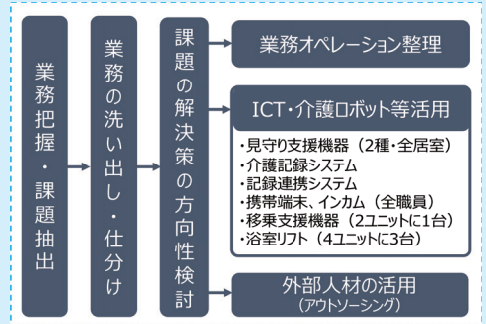 業務把握・課題抽出
業務の洗い出し・仕分け
課題の解決策の方向性検討
業務オペレーション整理
ICT・介護ロボット等活用
・見守り支援機器（2種・全居室）
・介護記録システム
・記録連携システム
・携帯端末、インカム（全職員）
・移乗支援機器（2ユニットに1台）
・浴室リフト（4ユニットに3台）
外部人材の活用
（アウトソーシング）